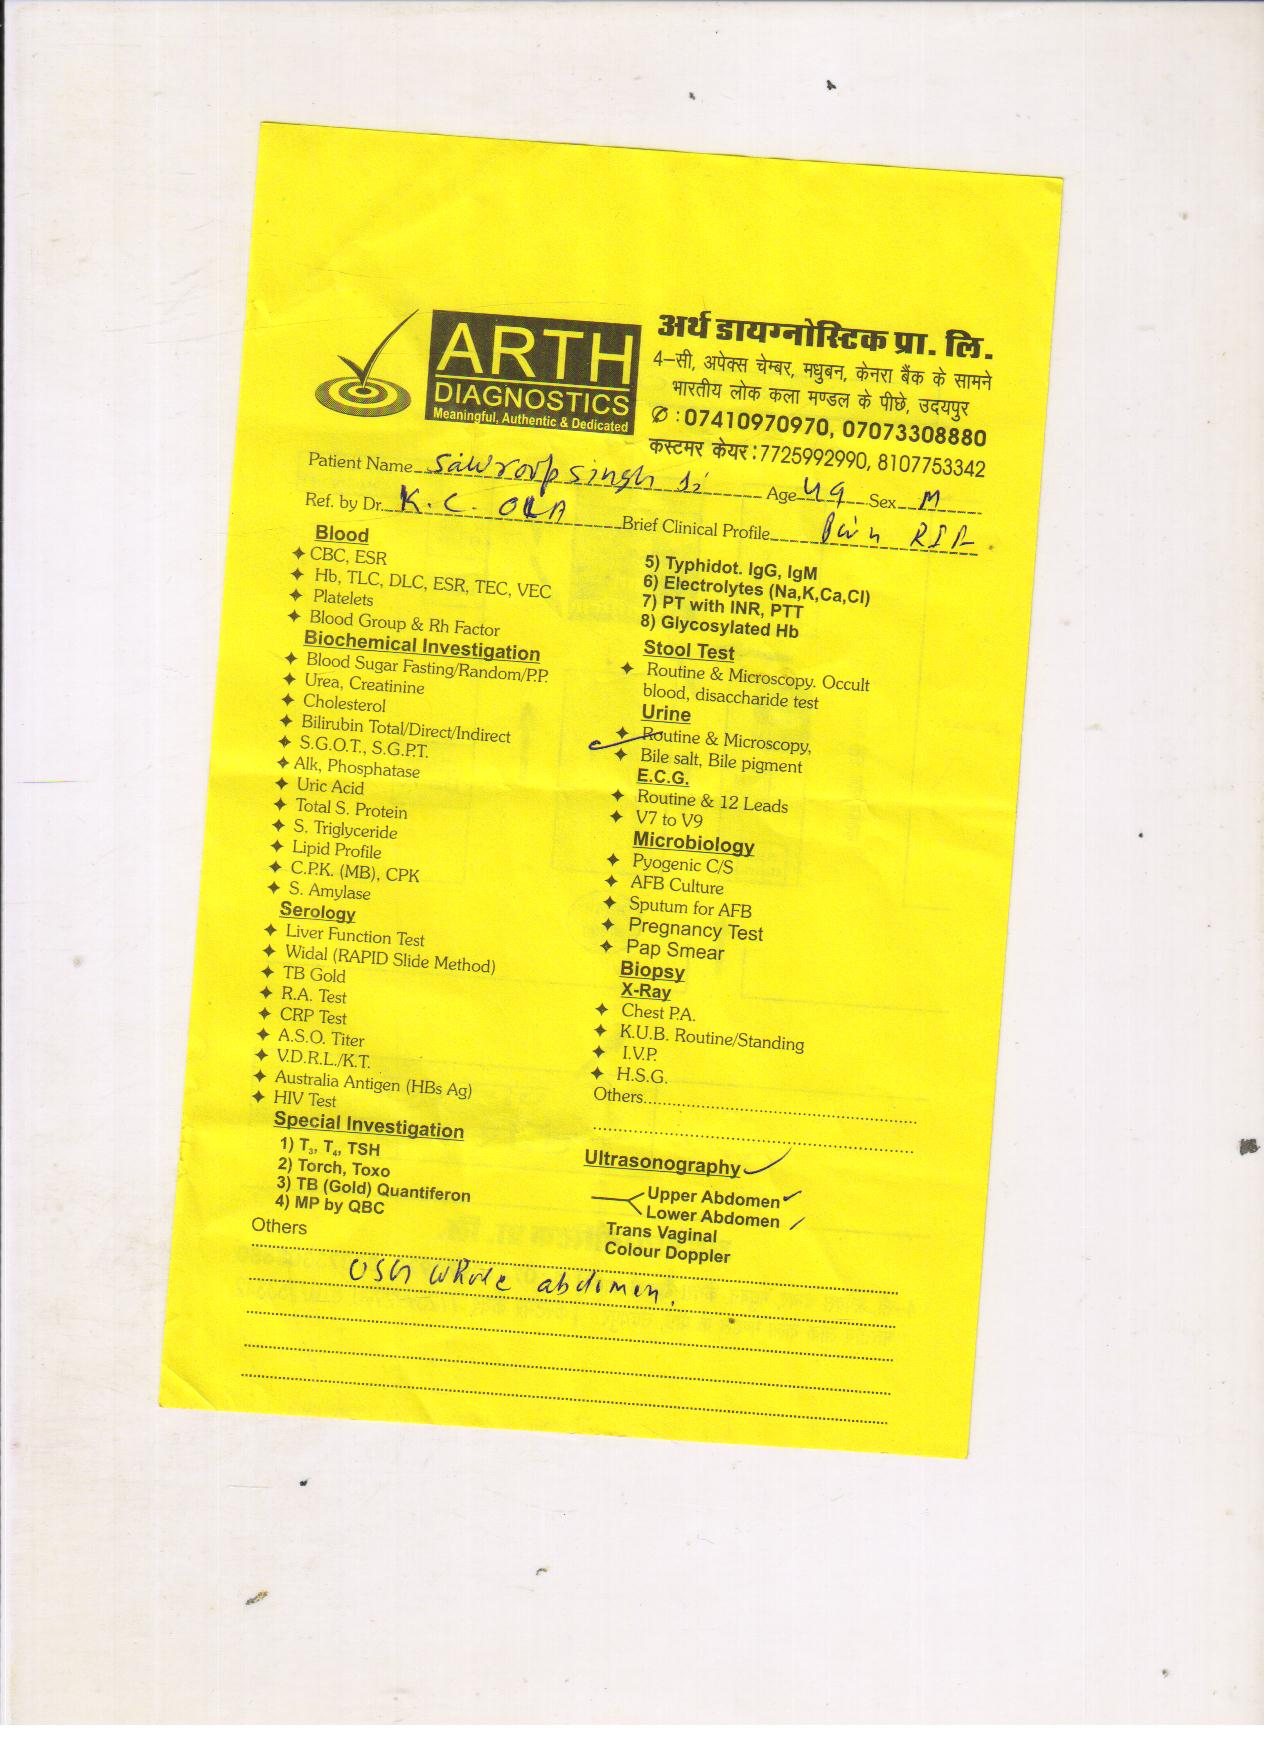 ARTH
DIAGNOSTICS
Meaningful, Authentic & Dedicated
अर्थ डायग्नोस्टिक प्रा. लि.
4–सी, अपेक्स चेम्बर, मधुबन, केनरा बैंक के सामने
भारतीय लोक कला मण्डल के पीछे, उदयपुर
✆ : 07410970970, 07073308880
कस्टमर केयर : 7725992990, 8107753342
Patient Name Sawroop singh Ji Age 49 Sex M
Ref. by Dr. K. C. OLA Brief Clinical Profile Pain
Blood
CBC, ESR
Hb, TLC, DLC, ESR, TEC, VEC
Platelets
Blood Group & Rh Factor
Biochemical Investigation
Blood Sugar Fasting/Random/P.P.
Urea, Creatinine
Cholesterol
Bilirubin Total/Direct/Indirect
S.G.O.T., S.G.P.T.
Alk, Phosphatase
Uric Acid
Total S. Protein
S. Triglyceride
Lipid Profile
C.P.K. (MB), CPK
S. Amylase
Serology
Liver Function Test
Widal (RAPID Slide Method)
TB Gold
R.A. Test
CRP Test
A.S.O. Titer
V.D.R.L./K.T.
Australia Antigen (HBs Ag)
HIV Test
Special Investigation
1) T3, T4, TSH
2) Torch, Toxo
3) TB (Gold) Quantiferon
4) MP by QBC
5) Typhidot. IgG, IgM
6) Electrolytes (Na,K,Ca,Cl)
7) PT with INR, PTT
8) Glycosylated Hb
Stool Test
Routine & Microscopy. Occult
blood, disaccharide test
Urine
Routine & Microscopy,
Bile salt, Bile pigment
E.C.G.
Routine & 12 Leads
V7 to V9
Microbiology
Pyogenic C/S
AFB Culture
Sputum for AFB
Pregnancy Test
Pap Smear
Biopsy
X-Ray
Chest P.A.
K.U.B. Routine/Standing
I.V.P.
H.S.G.
Others
Ultrasonography
Upper Abdomen
Lower Abdomen
Trans Vaginal
Colour Doppler
Others
USG Whole abdomen.